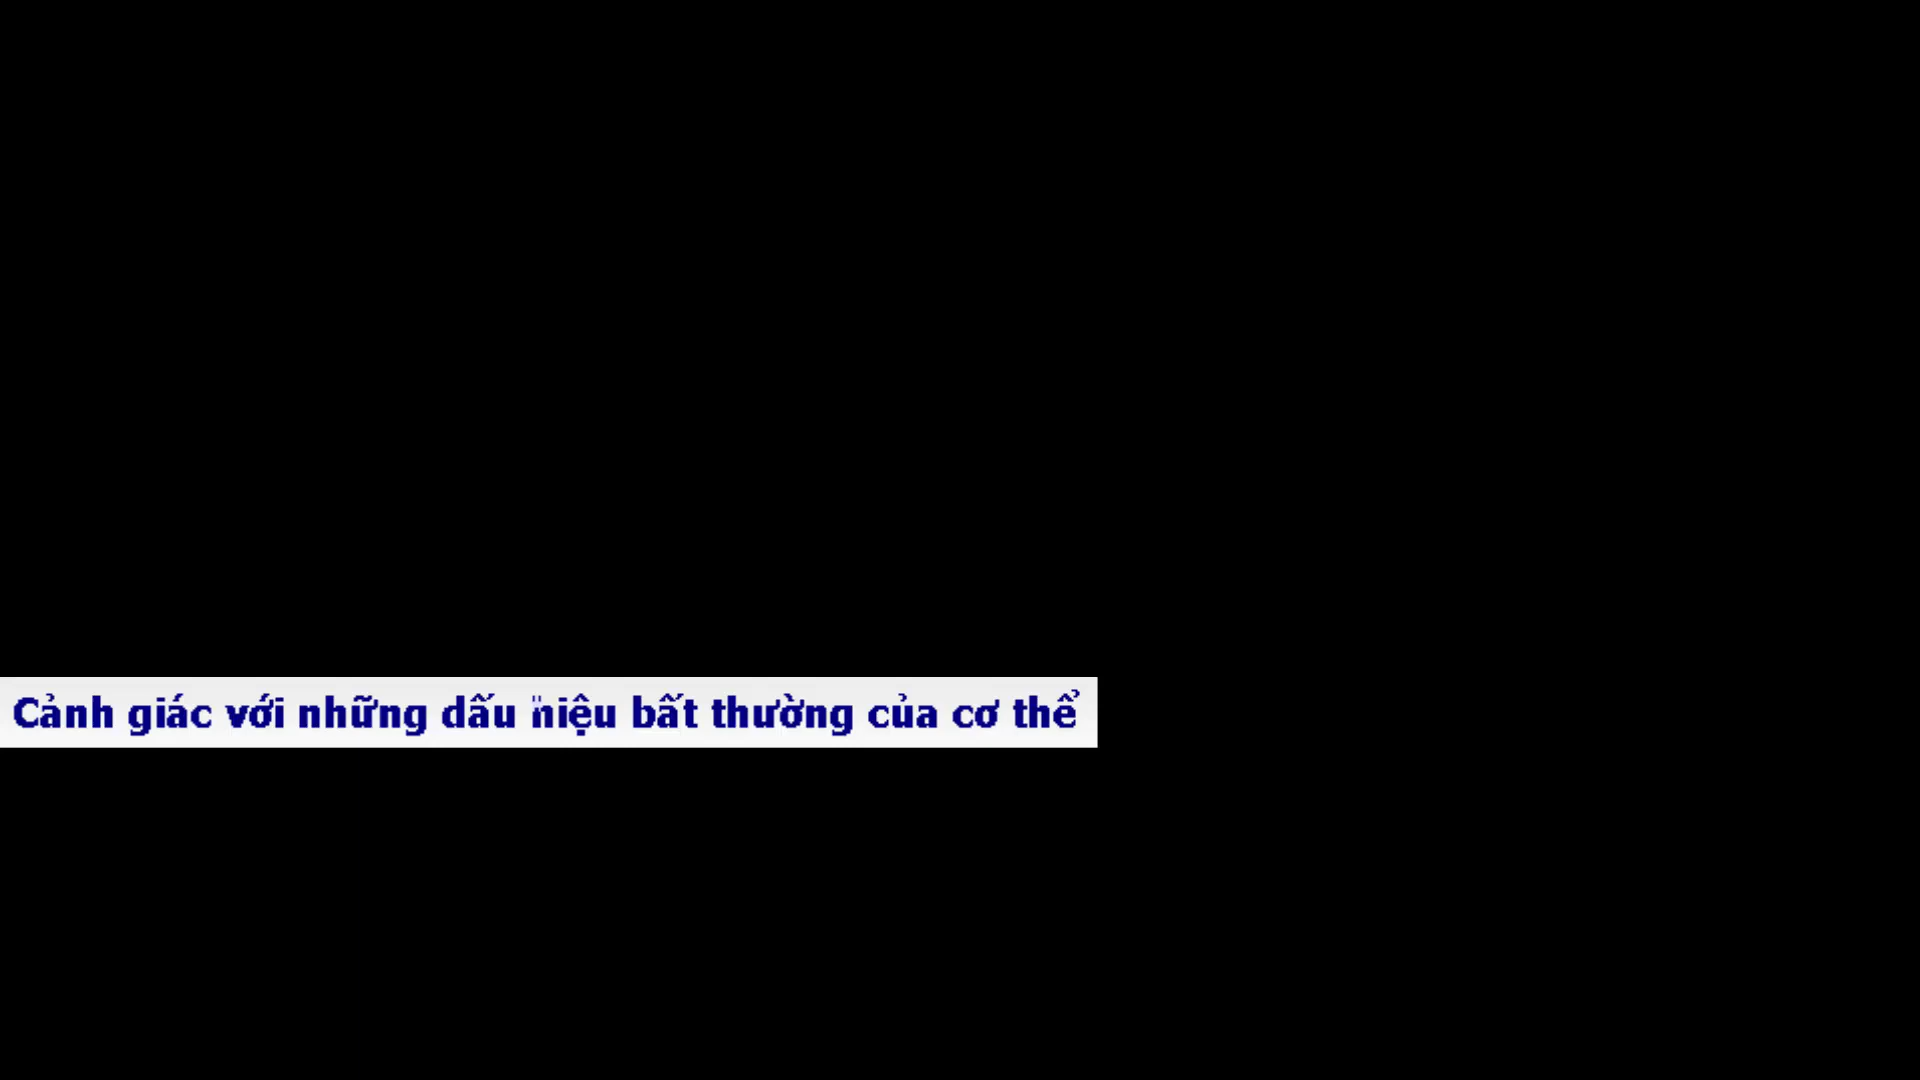 Cảnh giác với những dấu hiệu bất thường của cơ thể